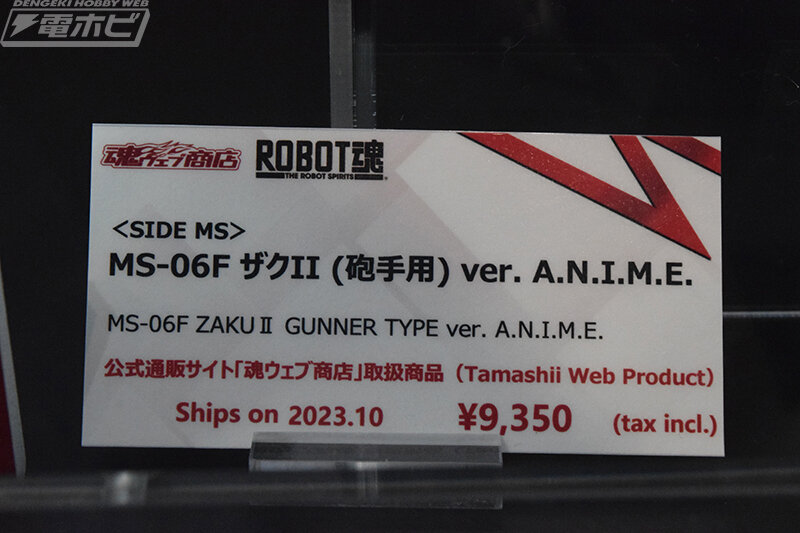 DENGEKI HOBBY WEB
電ホビ
魂ウェブ商店
ROBOT魂
THE ROBOT SPIRITS
<SIDE MS>
MS-06F ザクII (砲手用) ver. A.N.I.M.E.
MS-06F ZAKUⅡ GUNNER TYPE ver. A.N.I.M.E.
公式通販サイト「魂ウェブ商店」取扱商品（Tamashii Web Product）
Ships on 2023.10 ¥9,350 (tax incl.)